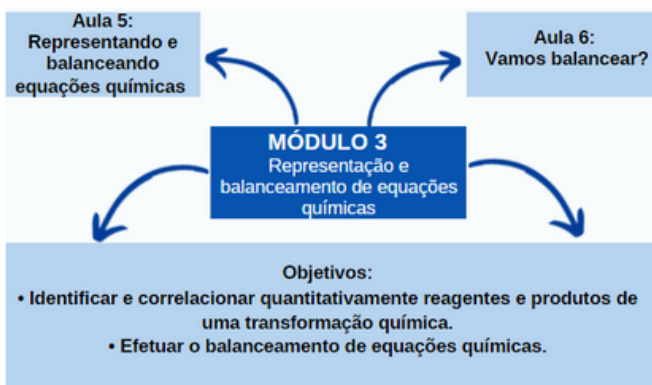 Aula 5:
Representando e
balanceando
equações químicas
Aula 6:
Vamos balancear?
MÓDULO 3
Representação e
balanceamento de equações
químicas
Objetivos:
• Identificar e correlacionar quantitativamente reagentes e produtos de
uma transformação química.
• Efetuar o balanceamento de equações químicas.